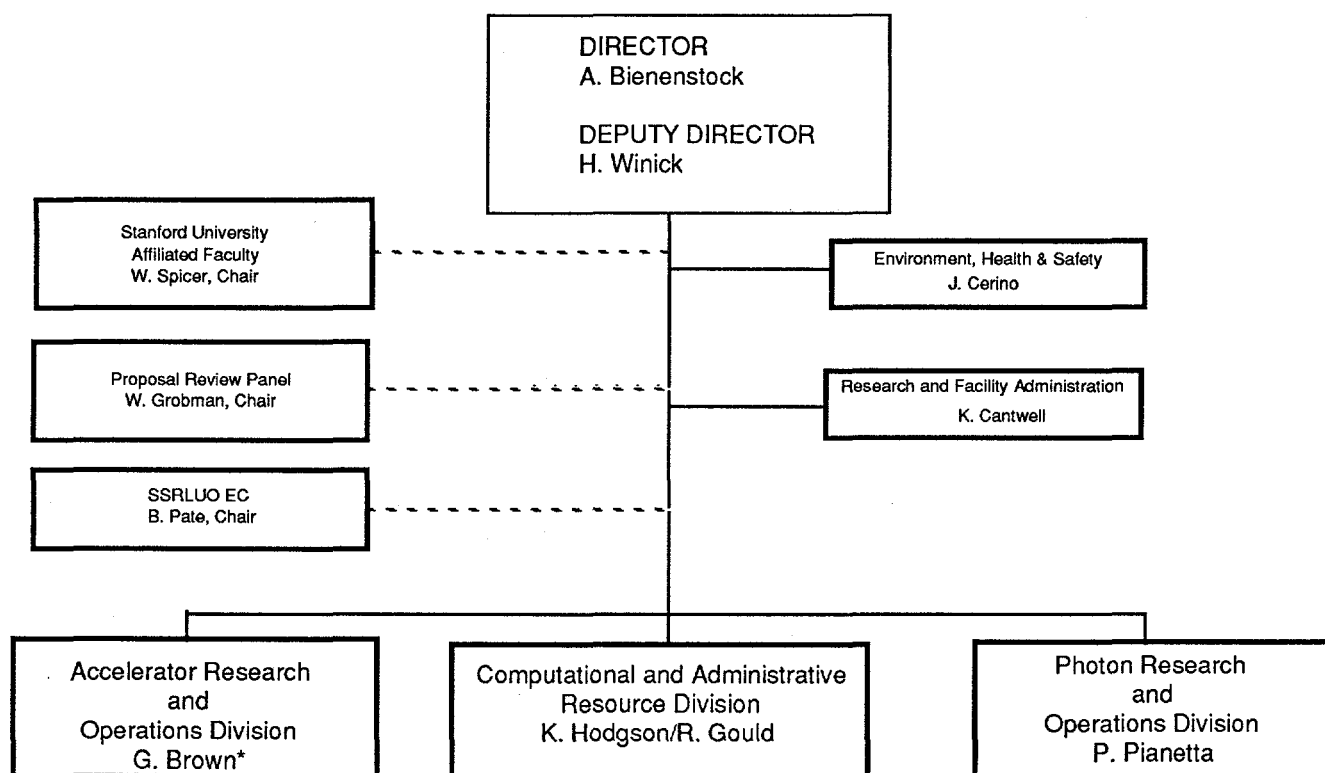 DIRECTOR
A. Bienenstock
DEPUTY DIRECTOR
H. Winick
Stanford University
Affiliated Faculty
W. Spicer, Chair
Environment, Health & Safety
J. Cerino
Proposal Review Panel
W. Grobman, Chair
Research and Facility Administration
K. Cantwell
SSRLUO EC
B. Pate, Chair
Accelerator Research
and
Operations Division
G. Brown*
Computational and Administrative
Resource Division
K. Hodgson/R. Gould
Photon Research
and
Operations Division
P. Pianetta